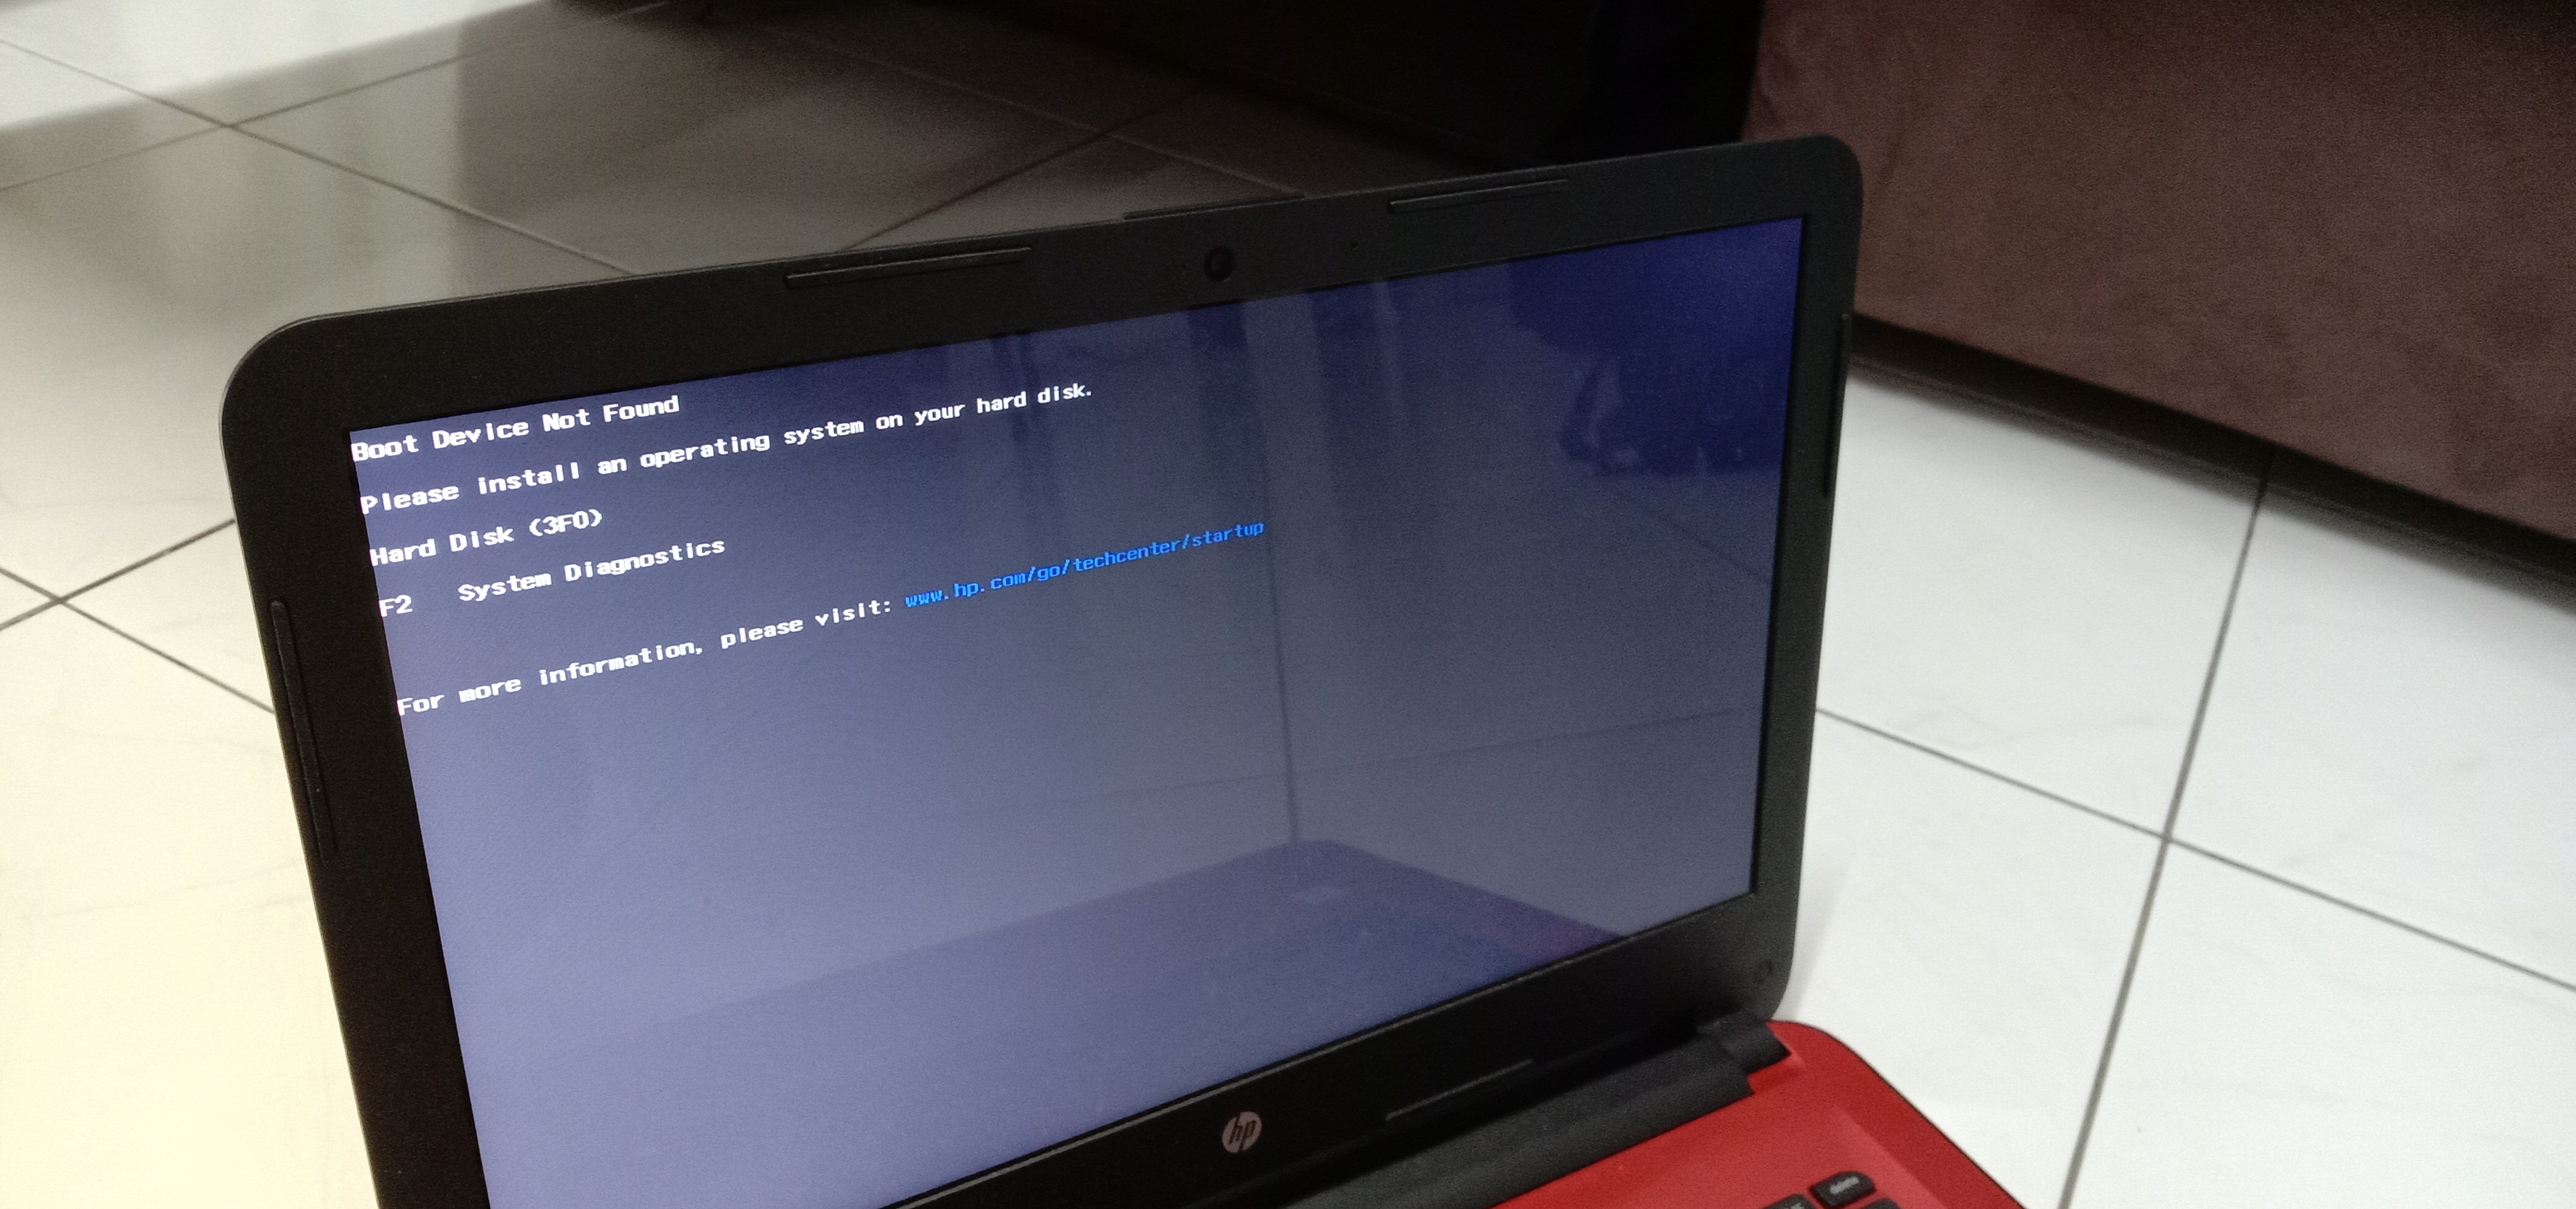 Boot Device Not Found
Please install an operating system on your hard disk.
Hard Disk (3F0)
F2 System Diagnostics
For more information, please visit: www.hp.com/go/techcenter/startup
hp
delete